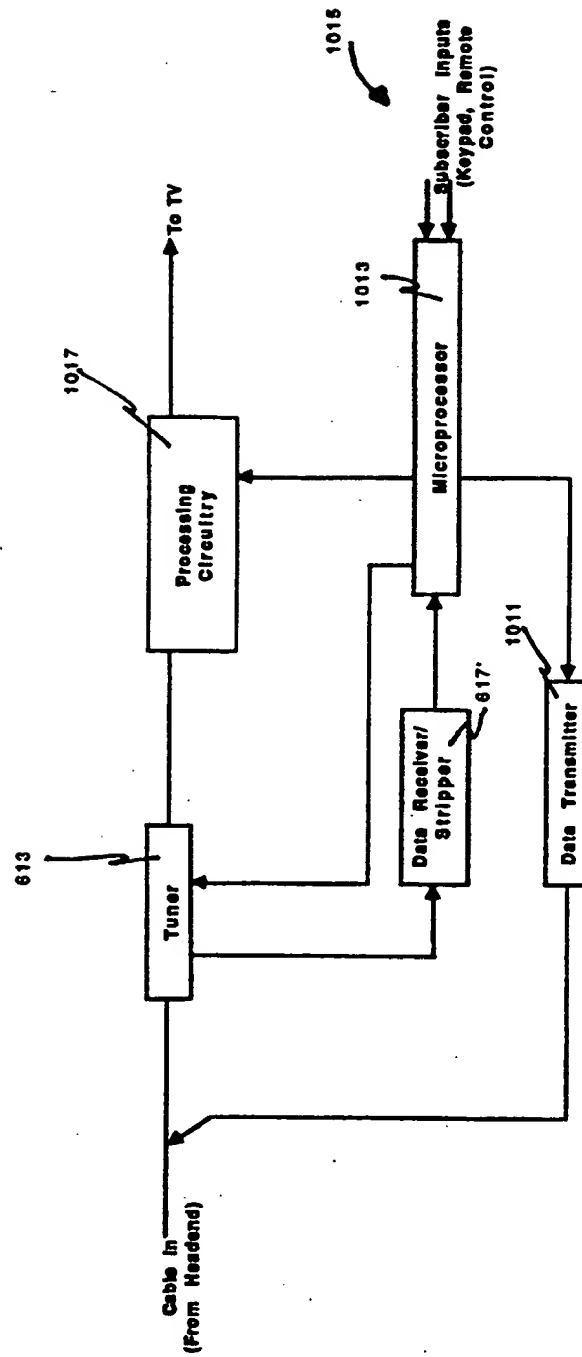 1015
Subscriber Inputs
(Keypad, Remote
Control)
To TV
1017
Processing
Circuitry
1013
Microprocessor
613
Tuner
Data Receiver/
Stripper
617'
1011
Data Transmitter
Cable In
(From Headend)